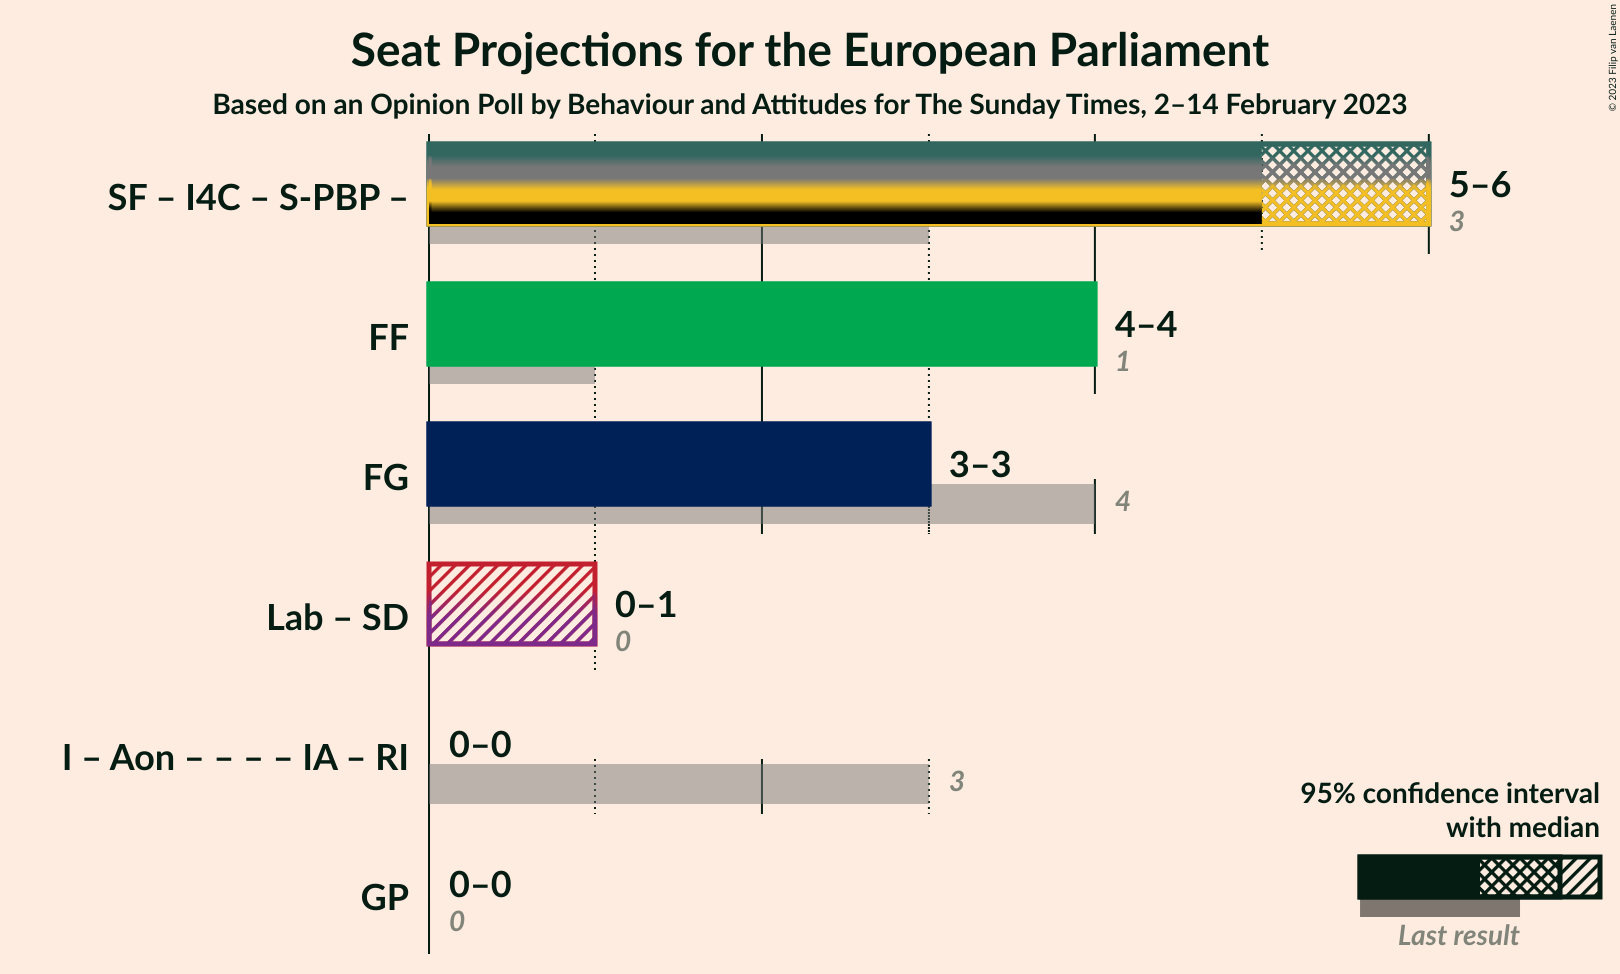 Seat Projections for the European Parliament
Based on an Opinion Poll by Behaviour and Attitudes for The Sunday Times, 2–14 February 2023
© 2023 Filip van Laenen
SF – I4C – S-PBP –
5–6
3
FF
4–4
1
FG
3–3
4
Lab – SD
0–1
0
I – Aon – – – – IA – RI
0–0
3
GP
0–0
0
95% confidence interval
with median
Last result